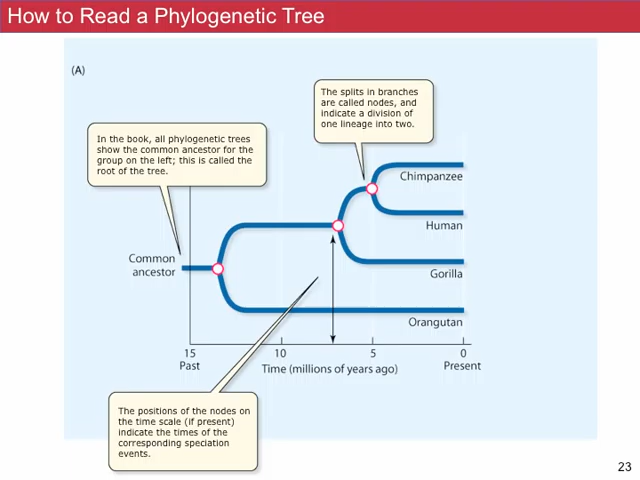 How to Read a Phylogenetic Tree
(A)
The splits in branches
are called nodes, and
indicate a division of
one lineage into two.
In the book, all phylogenetic trees
show the common ancestor for the
group on the left; this is called the
root of the tree.
Chimpanzee
Human
Common
ancestor
Gorilla
Orangutan
15
10
5
0
Past
Time (millions of years ago)
Present
The positions of the nodes on
the time scale (if present)
indicate the times of the
corresponding speciation
events.
23